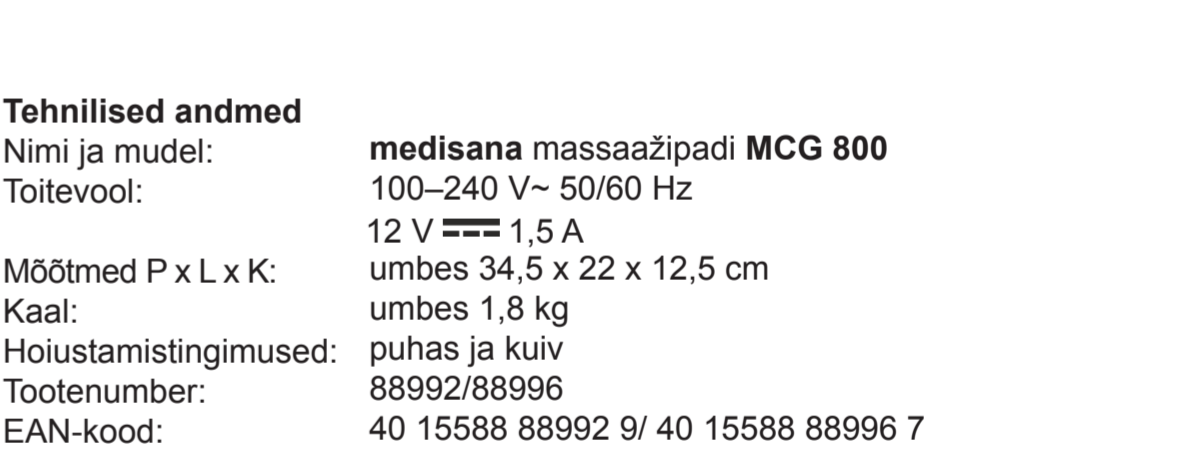 Tehnilised andmed
Nimi ja mudel: medisana massaažipadi MCG 800
Toitevool: 100–240 V~ 50/60 Hz
12 V ⎓ 1,5 A
Mõõtmed P x L x K: umbes 34,5 x 22 x 12,5 cm
Kaal: umbes 1,8 kg
Hoiustamistingimused: puhas ja kuiv
Tootenumber: 88992/88996
EAN-kood: 40 15588 88992 9/ 40 15588 88996 7